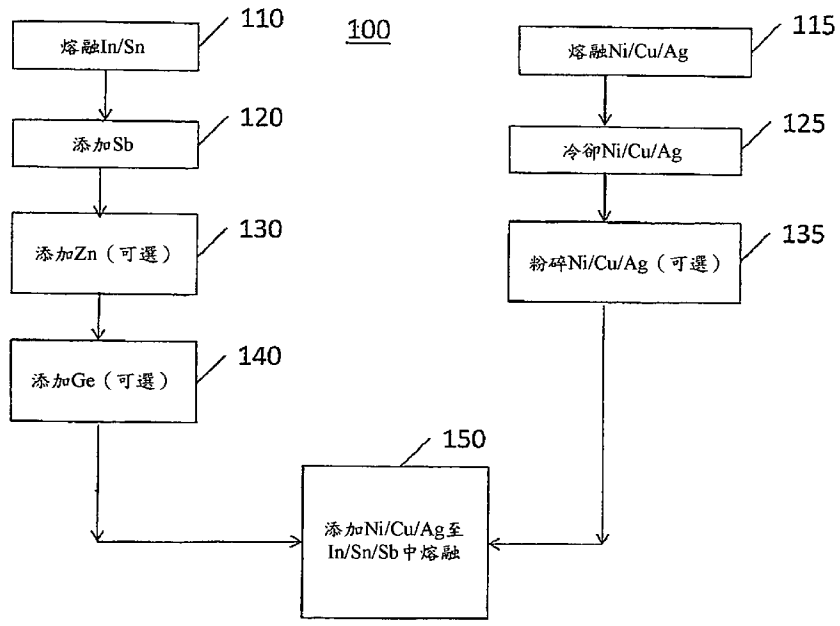 100
110
熔融In/Sn
120
添加Sb
130
添加Zn（可選）
140
添加Ge（可選）
115
熔融Ni/Cu/Ag
125
冷卻Ni/Cu/Ag
135
粉碎Ni/Cu/Ag（可選）
150
添加Ni/Cu/Ag至
In/Sn/Sb中熔融